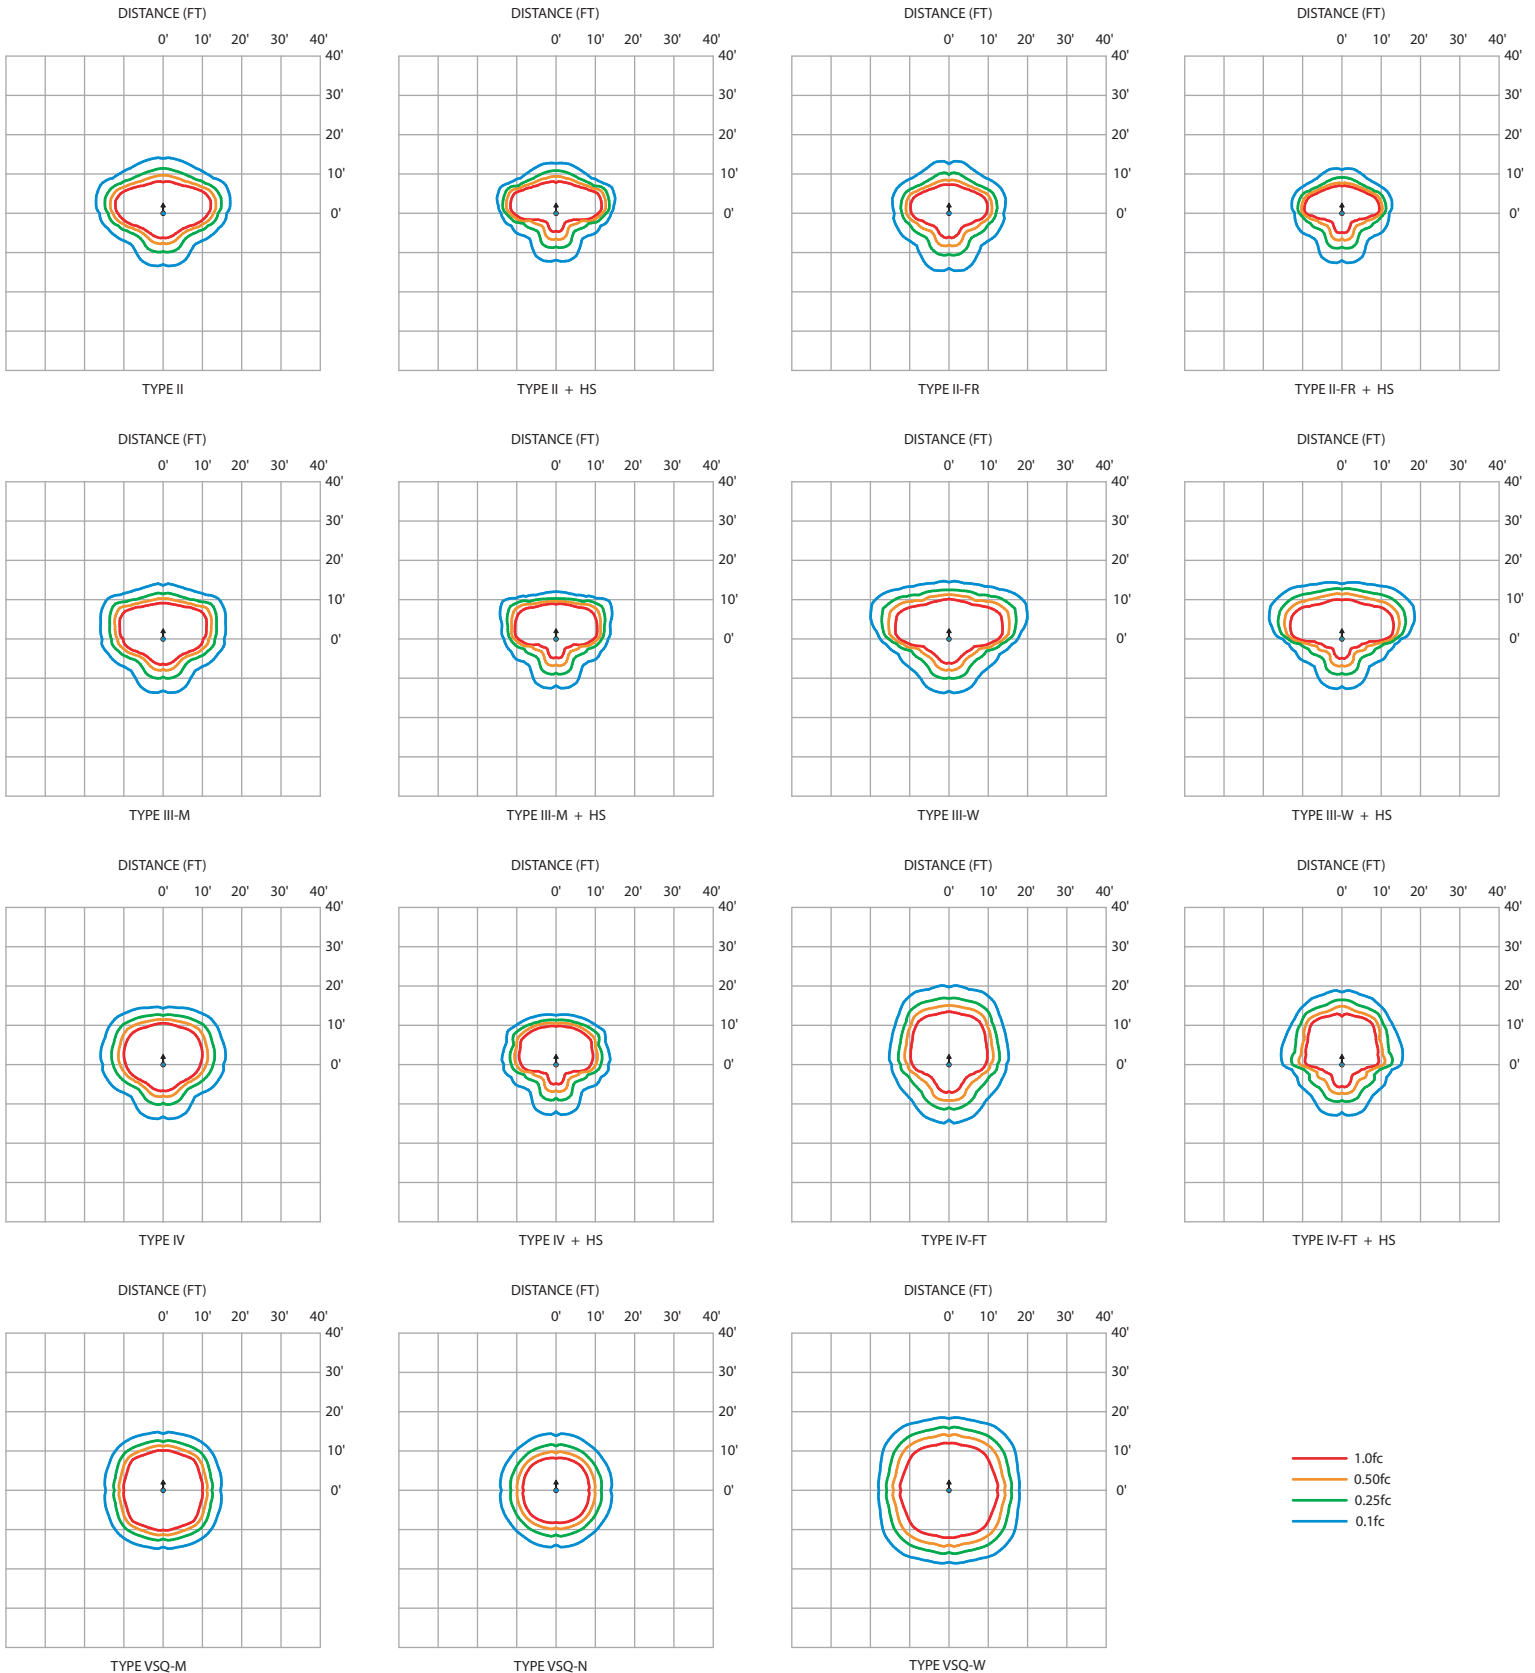 DISTANCE (FT) DISTANCE (FT) DISTANCE (FT) DISTANCE (FT)
0' 10' 20' 30' 40' 0' 10' 20' 30' 40' 0' 10' 20' 30' 40' 0' 10' 20' 30' 40'
40' 40' 40' 40'
30' 30' 30' 30'
20' 20' 20' 20'
10' 10' 10' 10'
0' 0' 0' 0'
TYPE II TYPE II + HS TYPE II-FR TYPE II-FR + HS
DISTANCE (FT) DISTANCE (FT) DISTANCE (FT) DISTANCE (FT)
0' 10' 20' 30' 40' 0' 10' 20' 30' 40' 0' 10' 20' 30' 40' 0' 10' 20' 30' 40'
40' 40' 40' 40'
30' 30' 30' 30'
20' 20' 20' 20'
10' 10' 10' 10'
0' 0' 0' 0'
TYPE III-M TYPE III-M + HS TYPE III-W TYPE III-W + HS
DISTANCE (FT) DISTANCE (FT) DISTANCE (FT) DISTANCE (FT)
0' 10' 20' 30' 40' 0' 10' 20' 30' 40' 0' 10' 20' 30' 40' 0' 10' 20' 30' 40'
40' 40' 40' 40'
30' 30' 30' 30'
20' 20' 20' 20'
10' 10' 10' 10'
0' 0' 0' 0'
TYPE IV TYPE IV + HS TYPE IV-FT TYPE IV-FT + HS
DISTANCE (FT) DISTANCE (FT) DISTANCE (FT)
0' 10' 20' 30' 40' 0' 10' 20' 30' 40' 0' 10' 20' 30' 40'
40' 40' 40'
30' 30' 30'
20' 20' 20'
10' 10' 10'
0' 0' 0'
TYPE VSQ-M TYPE VSQ-N TYPE VSQ-W
1.0fc
0.50fc
0.25fc
0.1fc